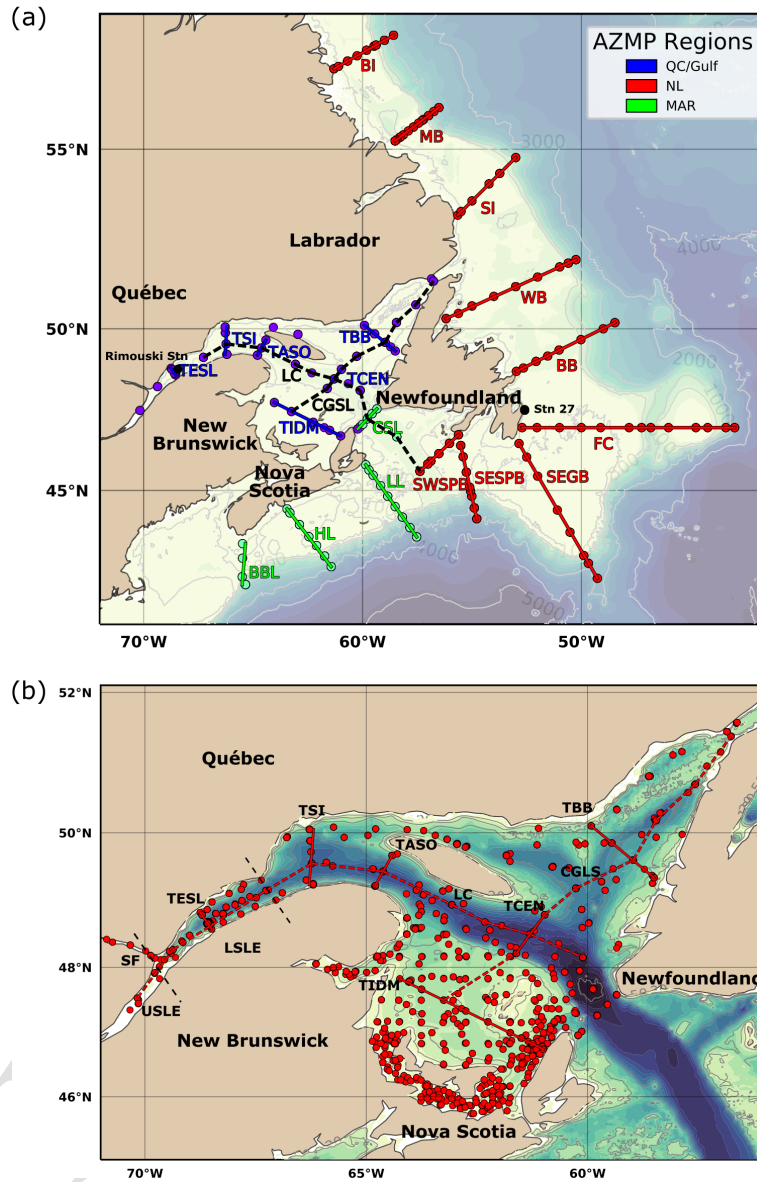 (a)
AZMP Regions
QC/Gulf
NL
MAR
BI
MB
3000
55°N
SI
4000
Labrador
Québec
WB
50°N
TSI
TBB
Rimouski Stn
TASO
BB
TESL
LC
TCEN
Newfoundland
CGSL
Stn 27
New
Brunswick
TIDM
CSL
FC
Nova
Scotia
SWSPB
SESPB
SEGB
45°N
LL
HL
BBL
5000
70°W
60°W
50°W
(b)
52°N
Québec
TSI
TBB
50°N
TASO
CGLS
TESL
LC
TCEN
LSLE
SF
48°N
TIDM
Newfoundland
USLE
New Brunswick
46°N
Nova Scotia
70°W
65°W
60°W